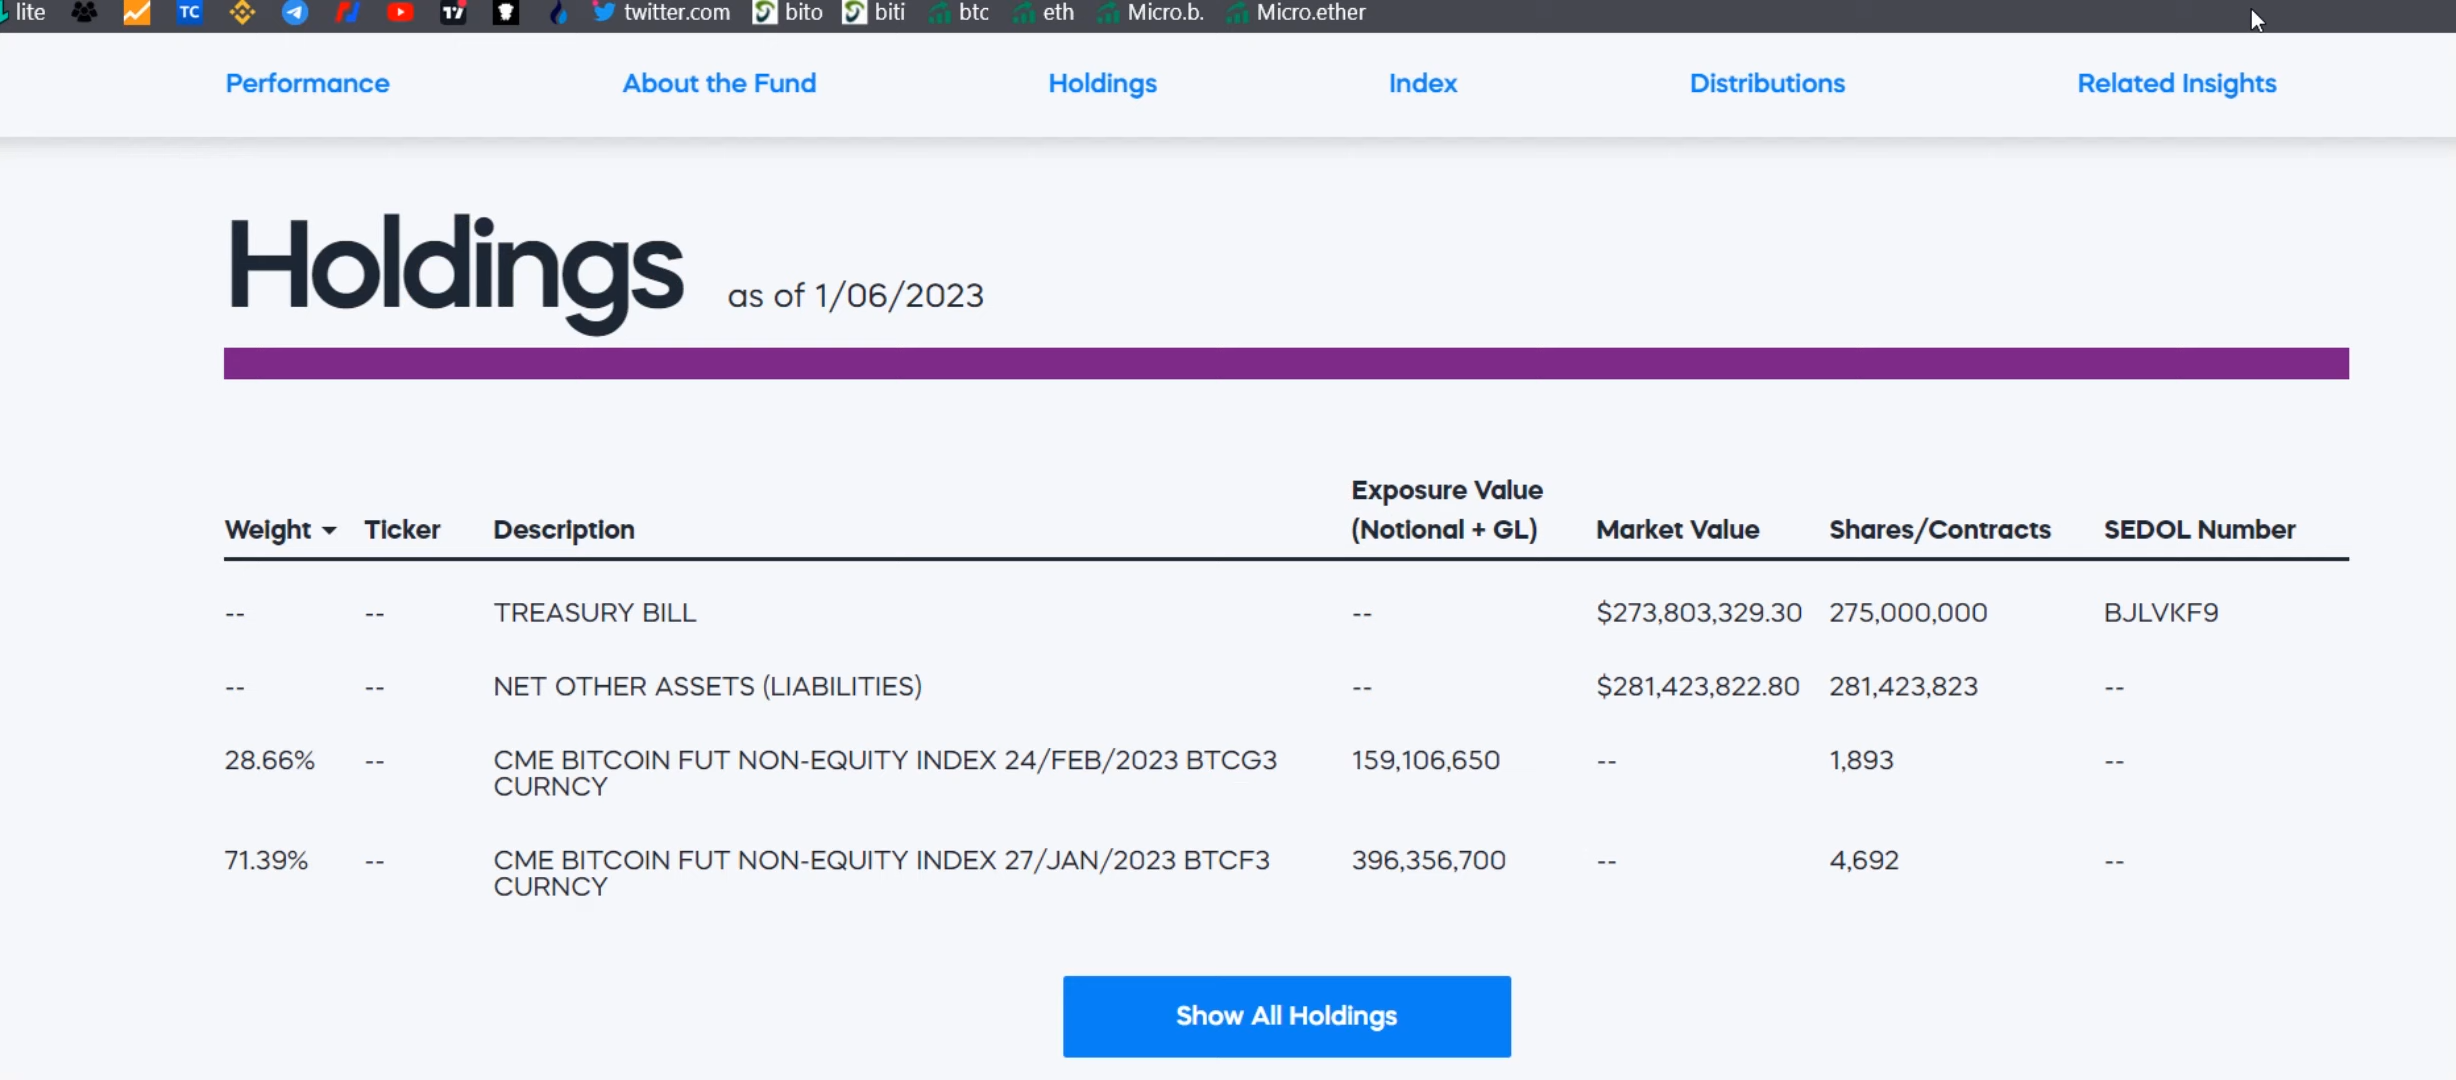 lite TC twitter.com bito biti btc eth Micro.b. Micro.ether
Performance About the Fund Holdings Index Distributions Related Insights
Holdings as of 1/06/2023
Exposure Value
Weight Ticker Description (Notional + GL) Market Value Shares/Contracts SEDOL Number
-- -- TREASURY BILL -- $273,803,329.30 275,000,000 BJLVKF9
-- -- NET OTHER ASSETS (LIABILITIES) -- $281,423,822.80 281,423,823 --
28.66% -- CME BITCOIN FUT NON-EQUITY INDEX 24/FEB/2023 BTCG3 159,106,650 -- 1,893 --
CURNCY
71.39% -- CME BITCOIN FUT NON-EQUITY INDEX 27/JAN/2023 BTCF3 396,356,700 -- 4,692 --
CURNCY
Show All Holdings